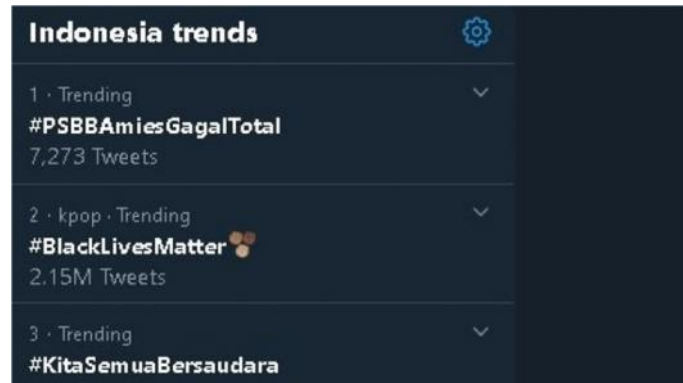 Indonesia trends
1 · Trending
#PSBBAmiesGagalTotal
7,273 Tweets
2 · kpop · Trending
#BlackLivesMatter
2.15M Tweets
3 · Trending
#KitaSemuaBersaudara